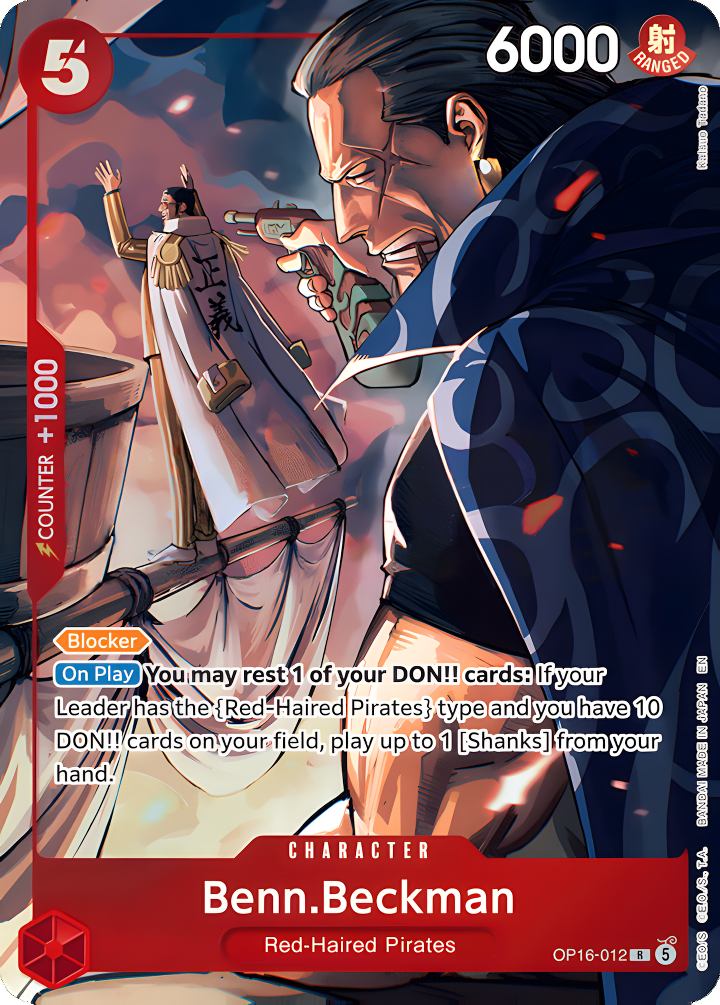 5
6000
射
RANGED
Katsuo Tadano
正義
COUNTER +1000
Blocker
On Play You may rest 1 of your DON!! cards: If your
Leader has the {Red-Haired Pirates} type and you have 10
DON!! cards on your field, play up to 1 [Shanks] from your
hand.
CHARACTER
Benn.Beckman
Red-Haired Pirates
OP16-012 R 5
©E.O/S ©E.O./S., T.A. BANDAI MADE IN JAPAN EN